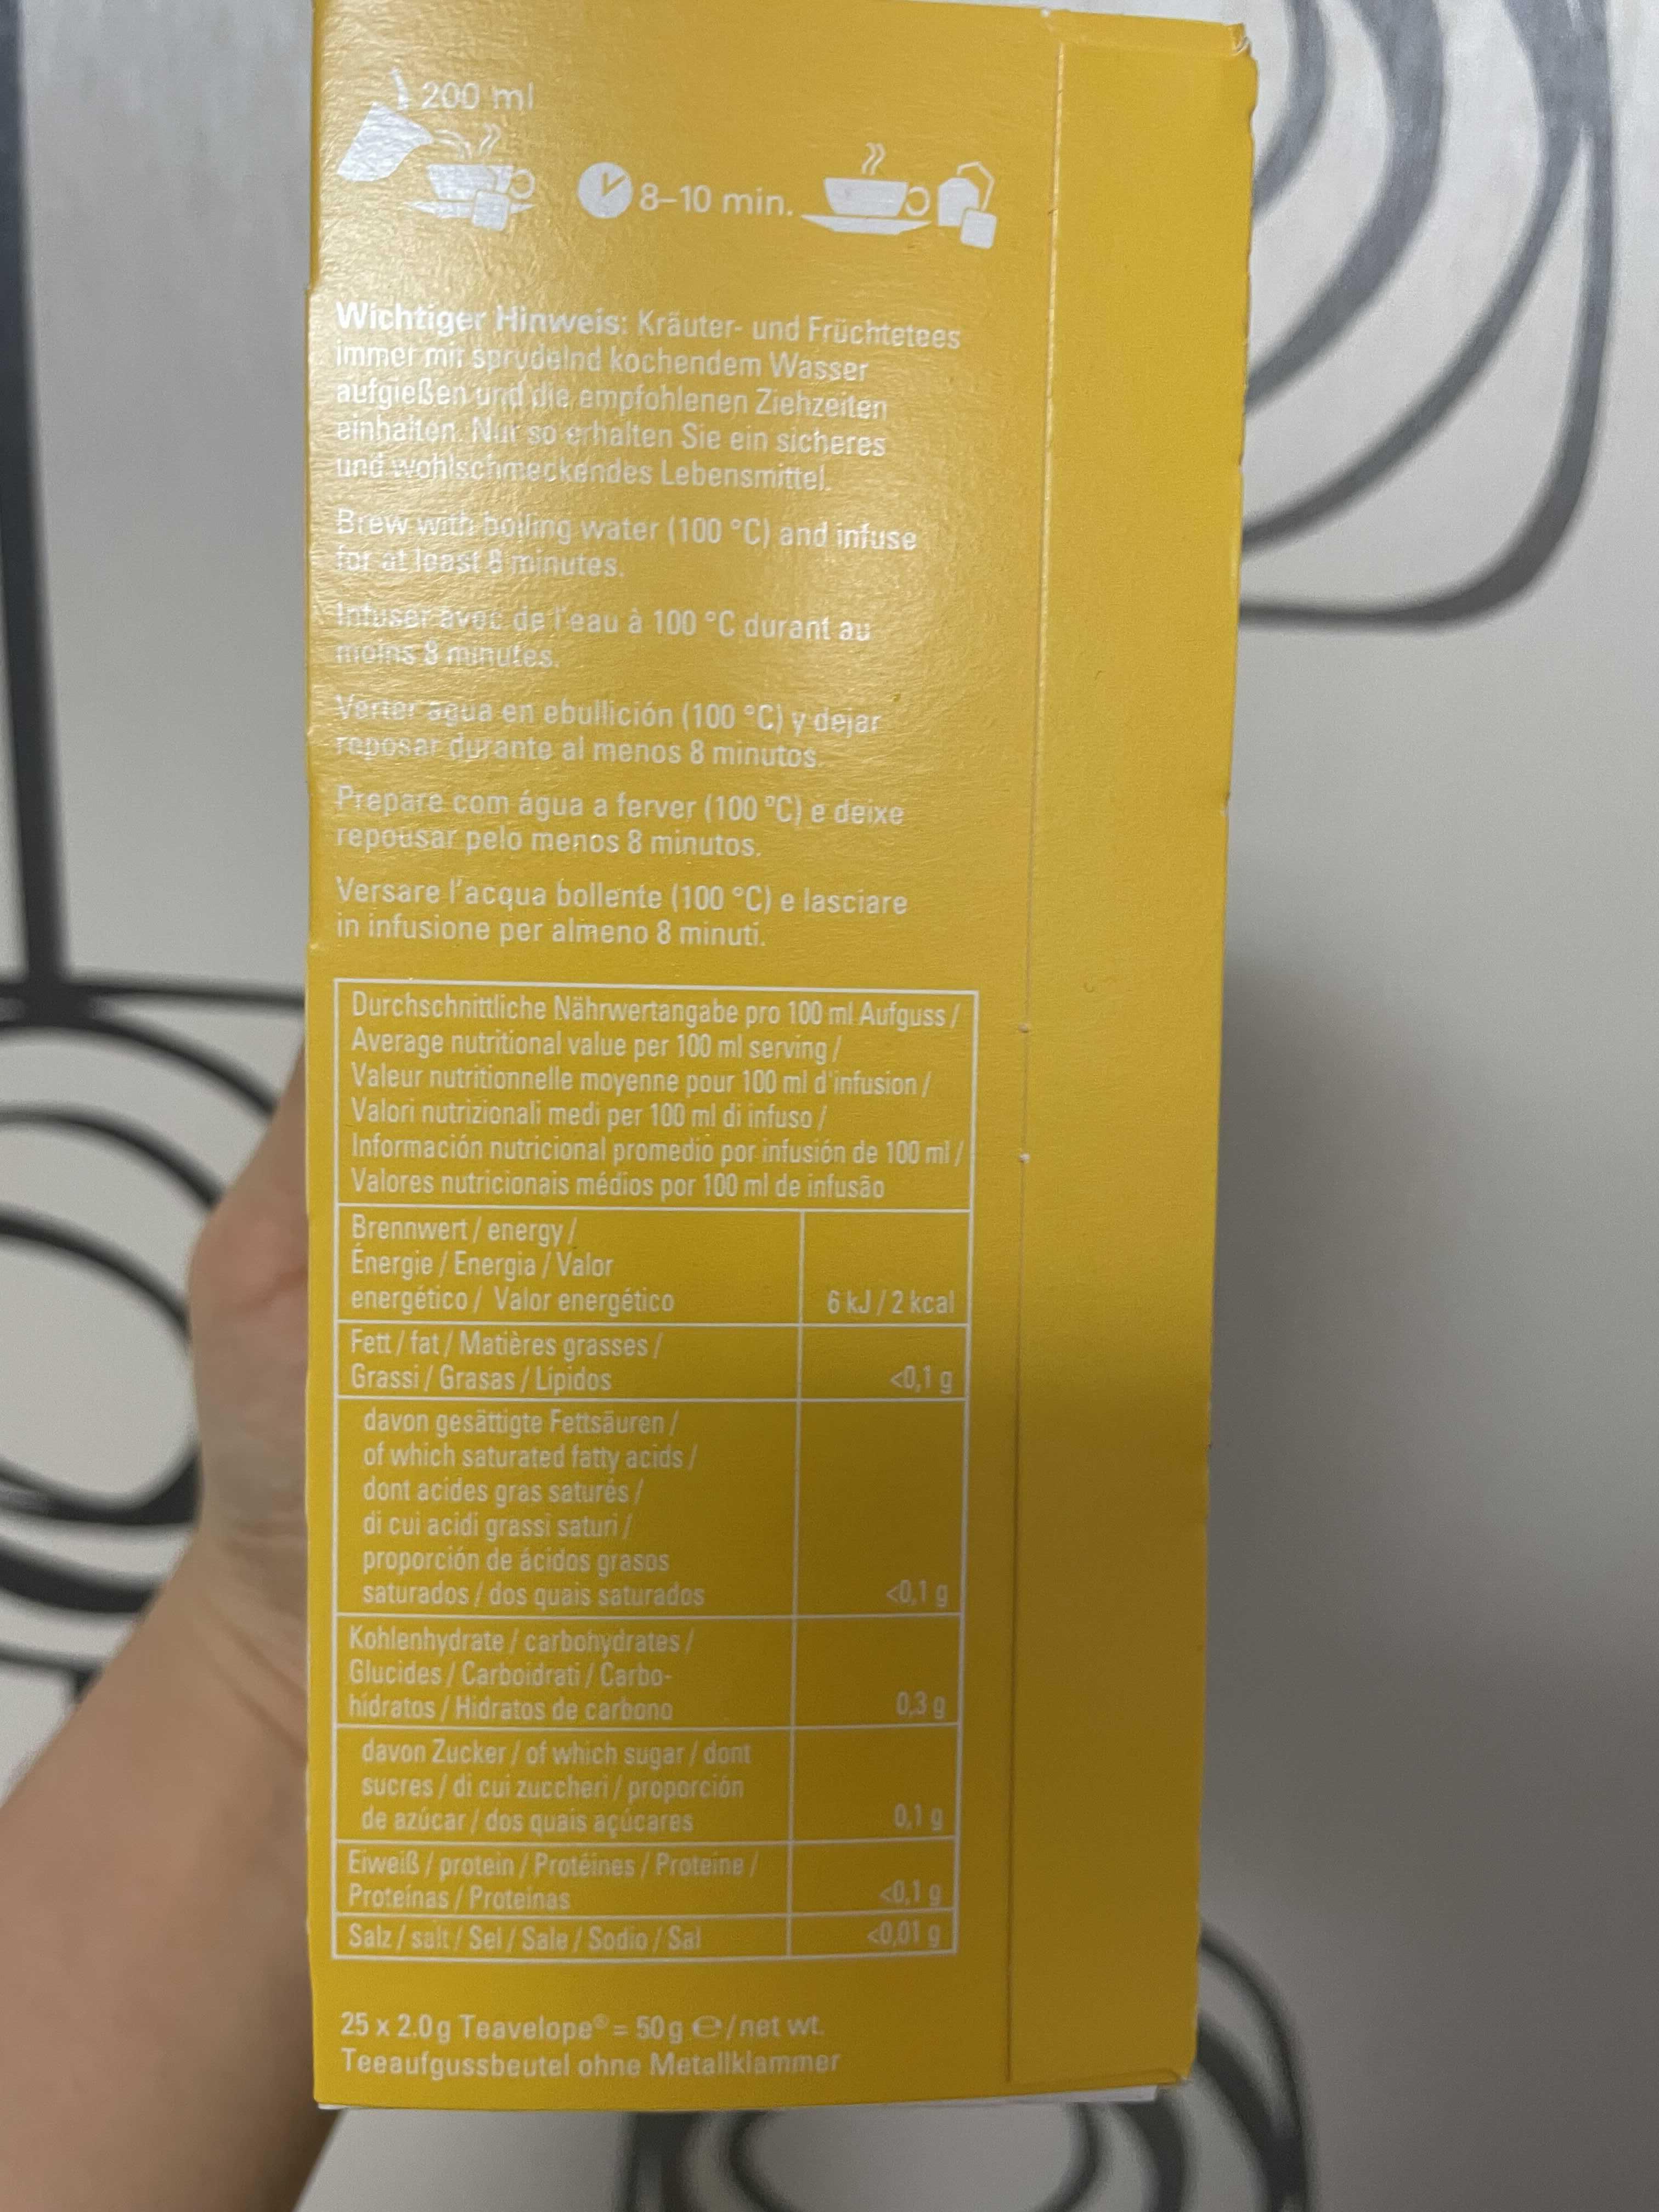 200 ml
8–10 min.
Wichtiger Hinweis: Kräuter- und Früchtetees
immer mit sprudelnd kochendem Wasser
aufgießen und die empfohlenen Ziehzeiten
einhalten. Nur so erhalten Sie ein sicheres
und wohlschmeckendes Lebensmittel.
Brew with boiling water (100 °C) and infuse
for at least 8 minutes.
Infuser avec de l'eau à 100 °C durant au
moins 8 minutes.
Verter agua en ebullición (100 °C) y dejar
reposar durante al menos 8 minutos.
Prepare com água a ferver (100 °C) e deixe
repousar pelo menos 8 minutos.
Versare l'acqua bollente (100 °C) e lasciare
in infusione per almeno 8 minuti.
Durchschnittliche Nährwertangabe pro 100 ml Aufguss /
Average nutritional value per 100 ml serving /
Valeur nutritionnelle moyenne pour 100 ml d'infusion /
Valori nutrizionali medi per 100 ml di infuso /
Información nutricional promedio por infusión de 100 ml /
Valores nutricionais médios por 100 ml de infusão
Brennwert / energy /
Énergie / Energia / Valor
energético / Valor energético 6 kJ / 2 kcal
Fett / fat / Matières grasses /
Grassi / Grasas / Lípidos <0,1 g
davon gesättigte Fettsäuren /
of which saturated fatty acids /
dont acides gras saturés /
di cui acidi grassi saturi /
proporción de ácidos grasos
saturados / dos quais saturados <0,1 g
Kohlenhydrate / carbohydrates /
Glucides / Carboidrati / Carbo-
hidratos / Hidratos de carbono 0,3 g
davon Zucker / of which sugar / dont
sucres / di cui zuccheri / proporción
de azúcar / dos quais açúcares 0,1 g
Eiweiß / protein / Protéines / Proteine /
Proteínas / Proteínas <0,1 g
Salz / salt / Sel / Sale / Sodio / Sal <0,01 g
25 x 2.0 g Teavelope® = 50 g ℮ / net wt.
Teeaufgussbeutel ohne Metallklammer